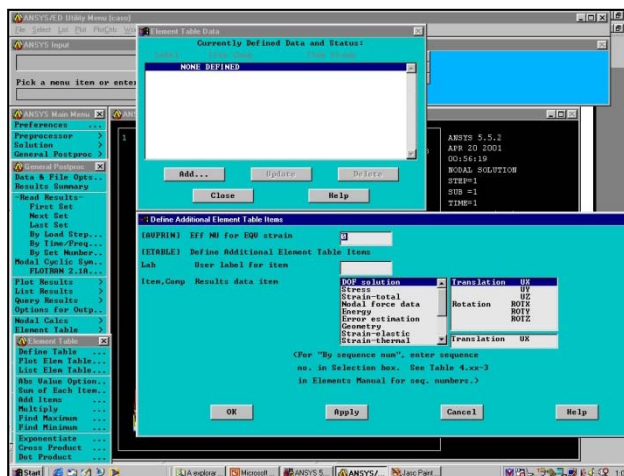 ANSYS/ED Utility Menu (caso)
File Select List Plot PlotCtrls
ANSYS Input
Pick a menu item or enter
ANSYS Main Menu
Preferences ...
Preprocessor >
Solution >
General Postproc >
General Postproc
Data & File Opts..
Results Summary
-Read Results-
First Set
Next Set
Last Set
By Load Step...
By Time/Freq...
By Set Number..
Modal Cyclic Sym..
FLOTRAN 2.1A...
Plot Results >
List Results >
Query Results >
Options for Outp..
Nodal Calcs >
Element Table >
Element Table
Define Table ...
Plot Elem Table..
List Elem Table..
Abs Value Option..
Sum of Each Item..
Add Items ...
Multiply ...
Find Maximum ...
Find Minimum ...
Exponentiate ...
Cross Product ...
Dot Product ...
Element Table Data
Currently Defined Data and Status:
NONE DEFINED
Add...
Update
Delete
Close
Help
1
ANSYS 5.5.2
APR 20 2001
00:56:19
NODAL SOLUTION
STEP=1
SUB =1
TIME=1
Define Additional Element Table Items
[AVPRIN] Eff NU for EQV strain
[ETABLE] Define Additional Element Table Items
Lab User label for item
Item,Comp Results data item
DOF solution
Stress
Strain-total
Nodal force data
Energy
Error estimation
Geometry
Strain-elastic
Strain-thermal
Translation UX
UY
UZ
Rotation ROTX
ROTY
ROTZ
Translation UX
(For "By sequence num", enter sequence
no. in Selection box. See Table 4.xx-3
in Elements Manual for seq. numbers.)
OK
Apply
Cancel
Help
Start
A explorar...
Microsoft
ANSYS 5...
ANSYS/...
Jasc Paint...